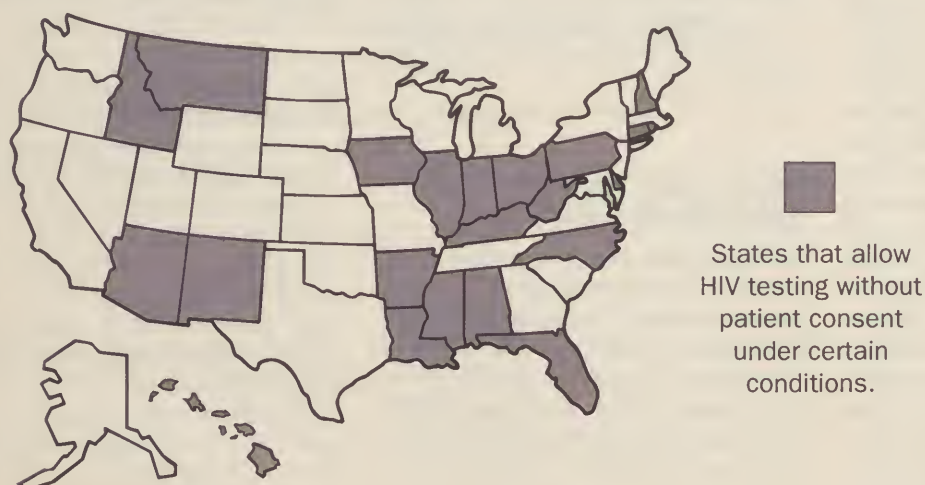 States that allow
HIV testing without
patient consent
under certain
conditions.